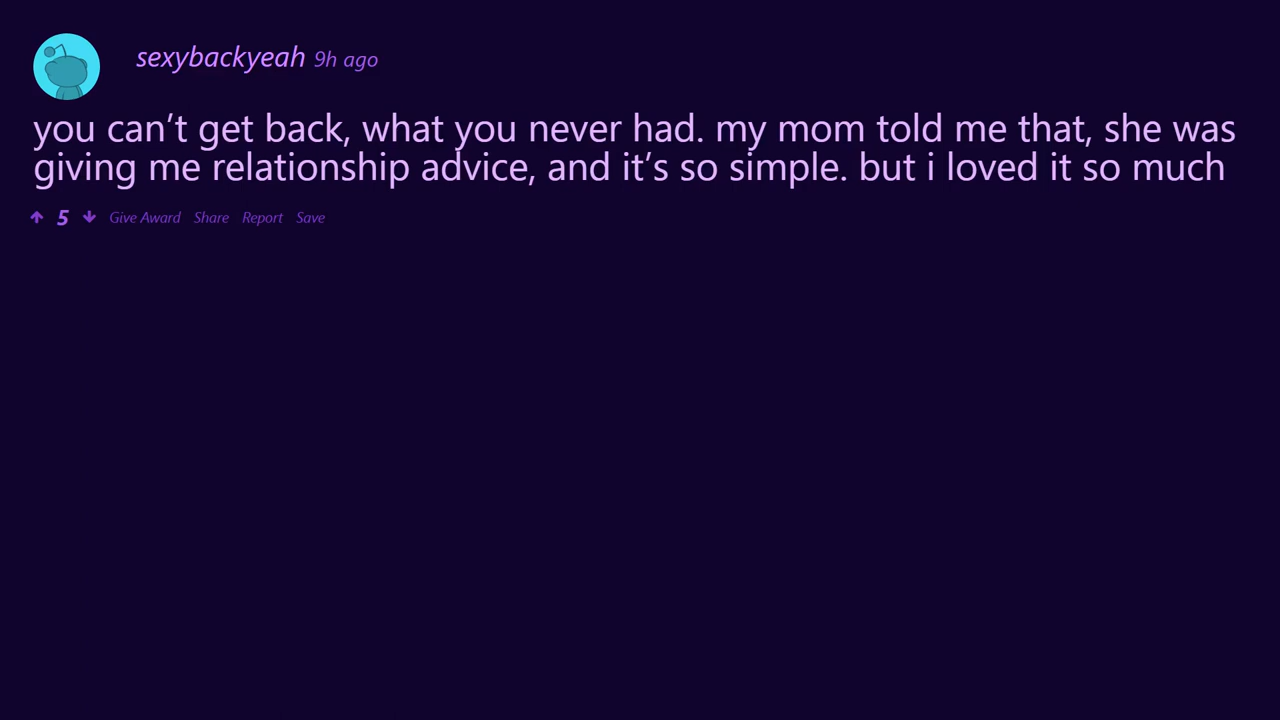 sexybackyeah 9h ago
you can’t get back, what you never had. my mom told me that, she was
giving me relationship advice, and it’s so simple. but i loved it so much
5 Give Award Share Report Save